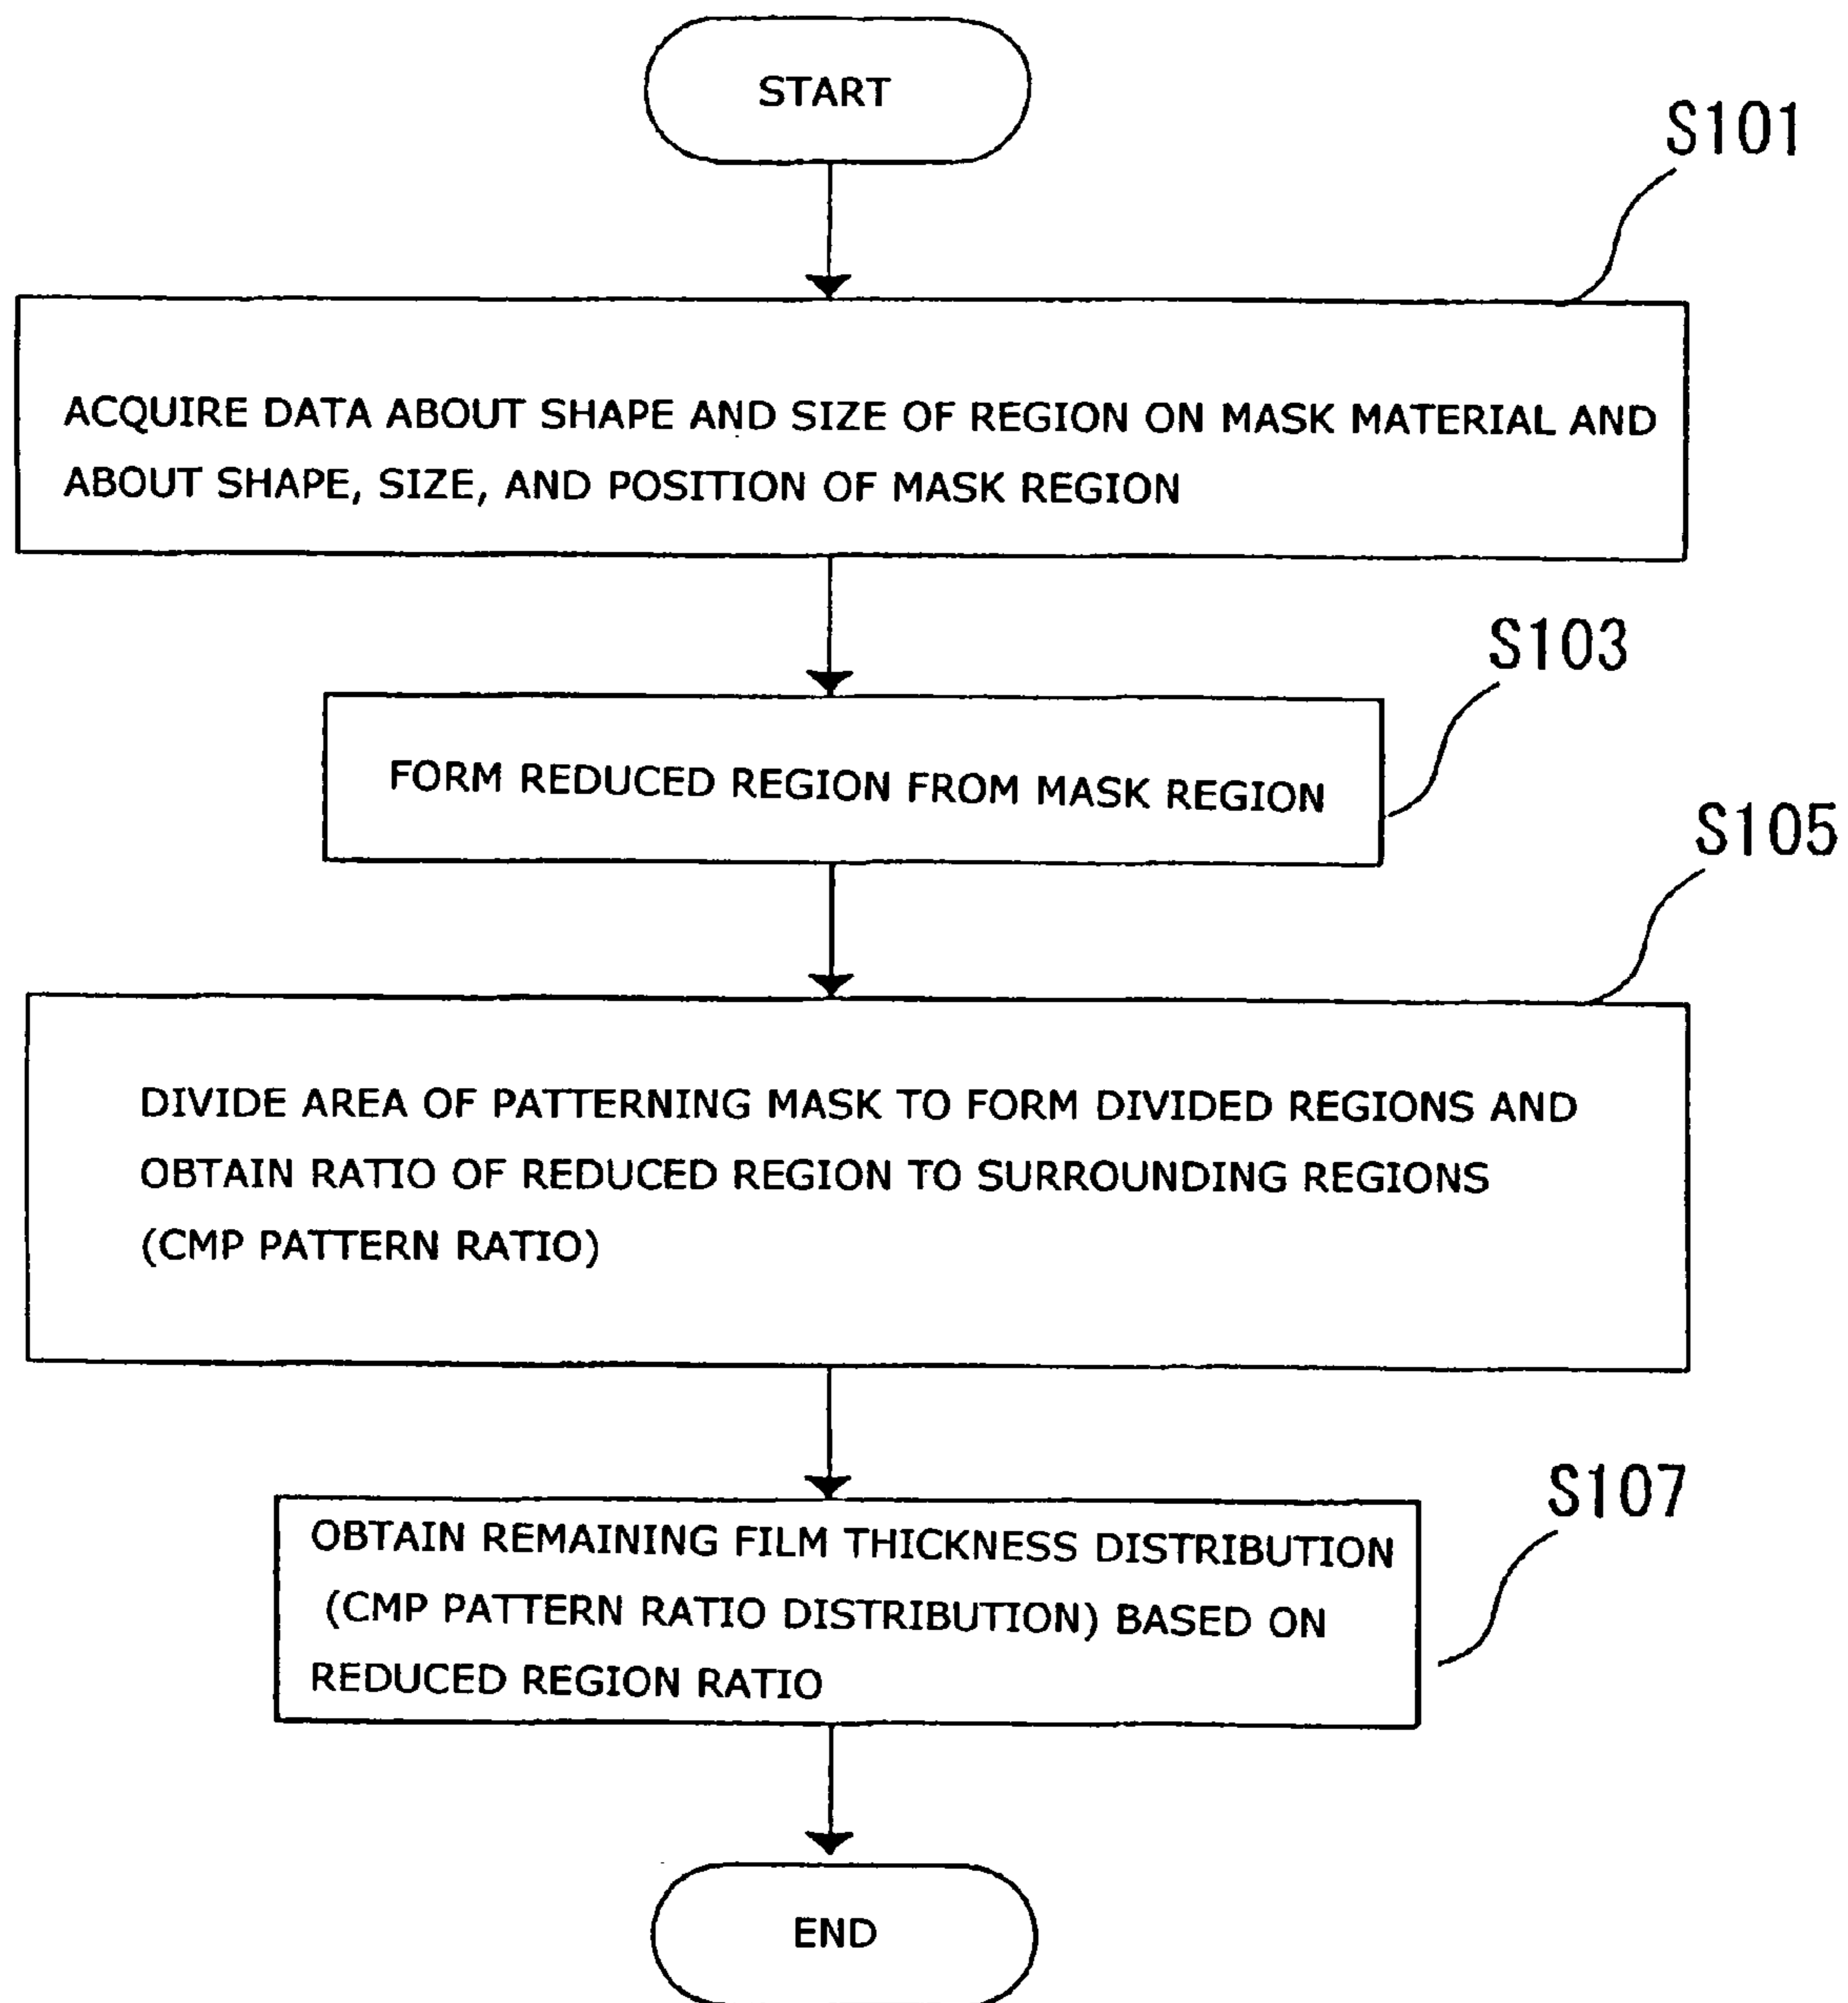 START
S101
ACQUIRE DATA ABOUT SHAPE AND SIZE OF REGION ON MASK MATERIAL AND
ABOUT SHAPE, SIZE, AND POSITION OF MASK REGION
S103
FORM REDUCED REGION FROM MASK REGION
S105
DIVIDE AREA OF PATTERNING MASK TO FORM DIVIDED REGIONS AND
OBTAIN RATIO OF REDUCED REGION TO SURROUNDING REGIONS
(CMP PATTERN RATIO)
S107
OBTAIN REMAINING FILM THICKNESS DISTRIBUTION
(CMP PATTERN RATIO DISTRIBUTION) BASED ON
REDUCED REGION RATIO
END